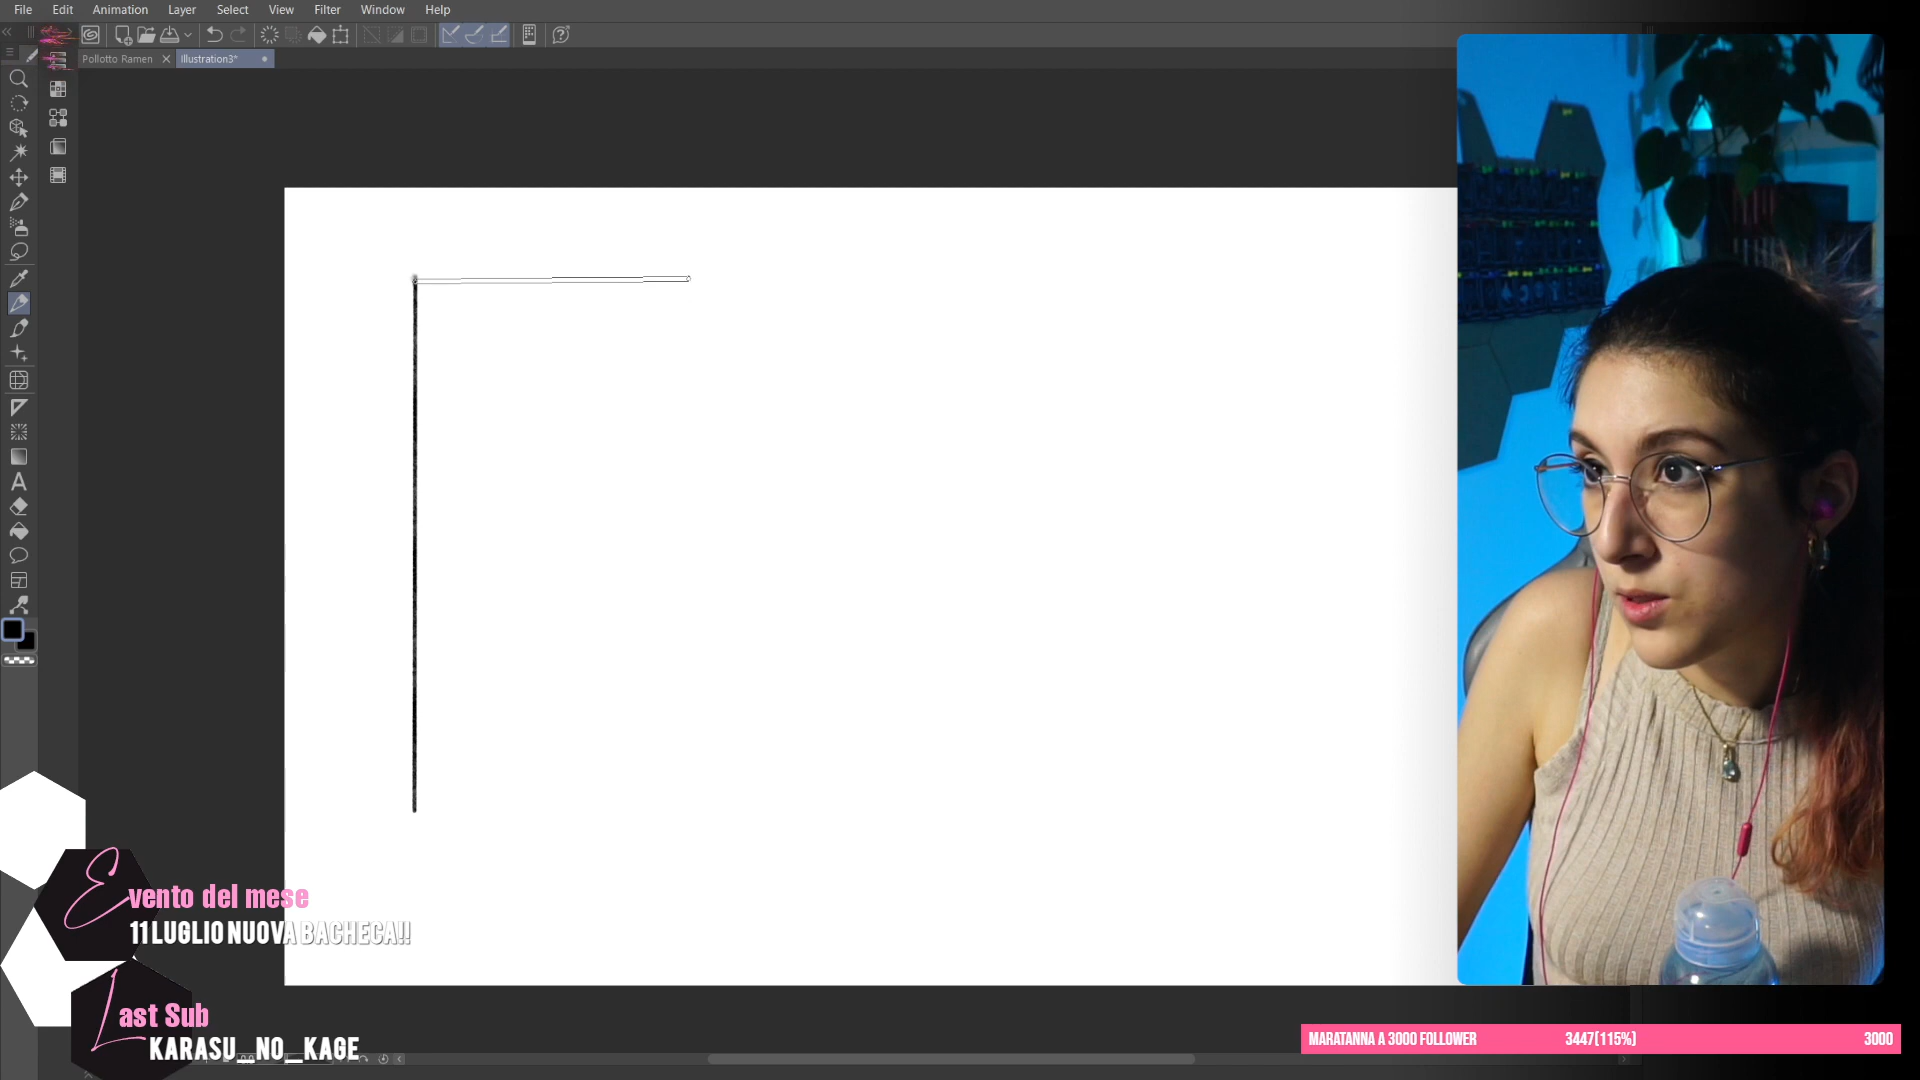 File Edit Animation Layer Select View Filter Window Help
Pollotto Ramen Illustration3*
Evento del mese
11 LUGLIO NUOVA BACHECA!!
Last Sub
KARASU_NO_KAGE
MARATANNA A 3000 FOLLOWER 3447(115%) 3000